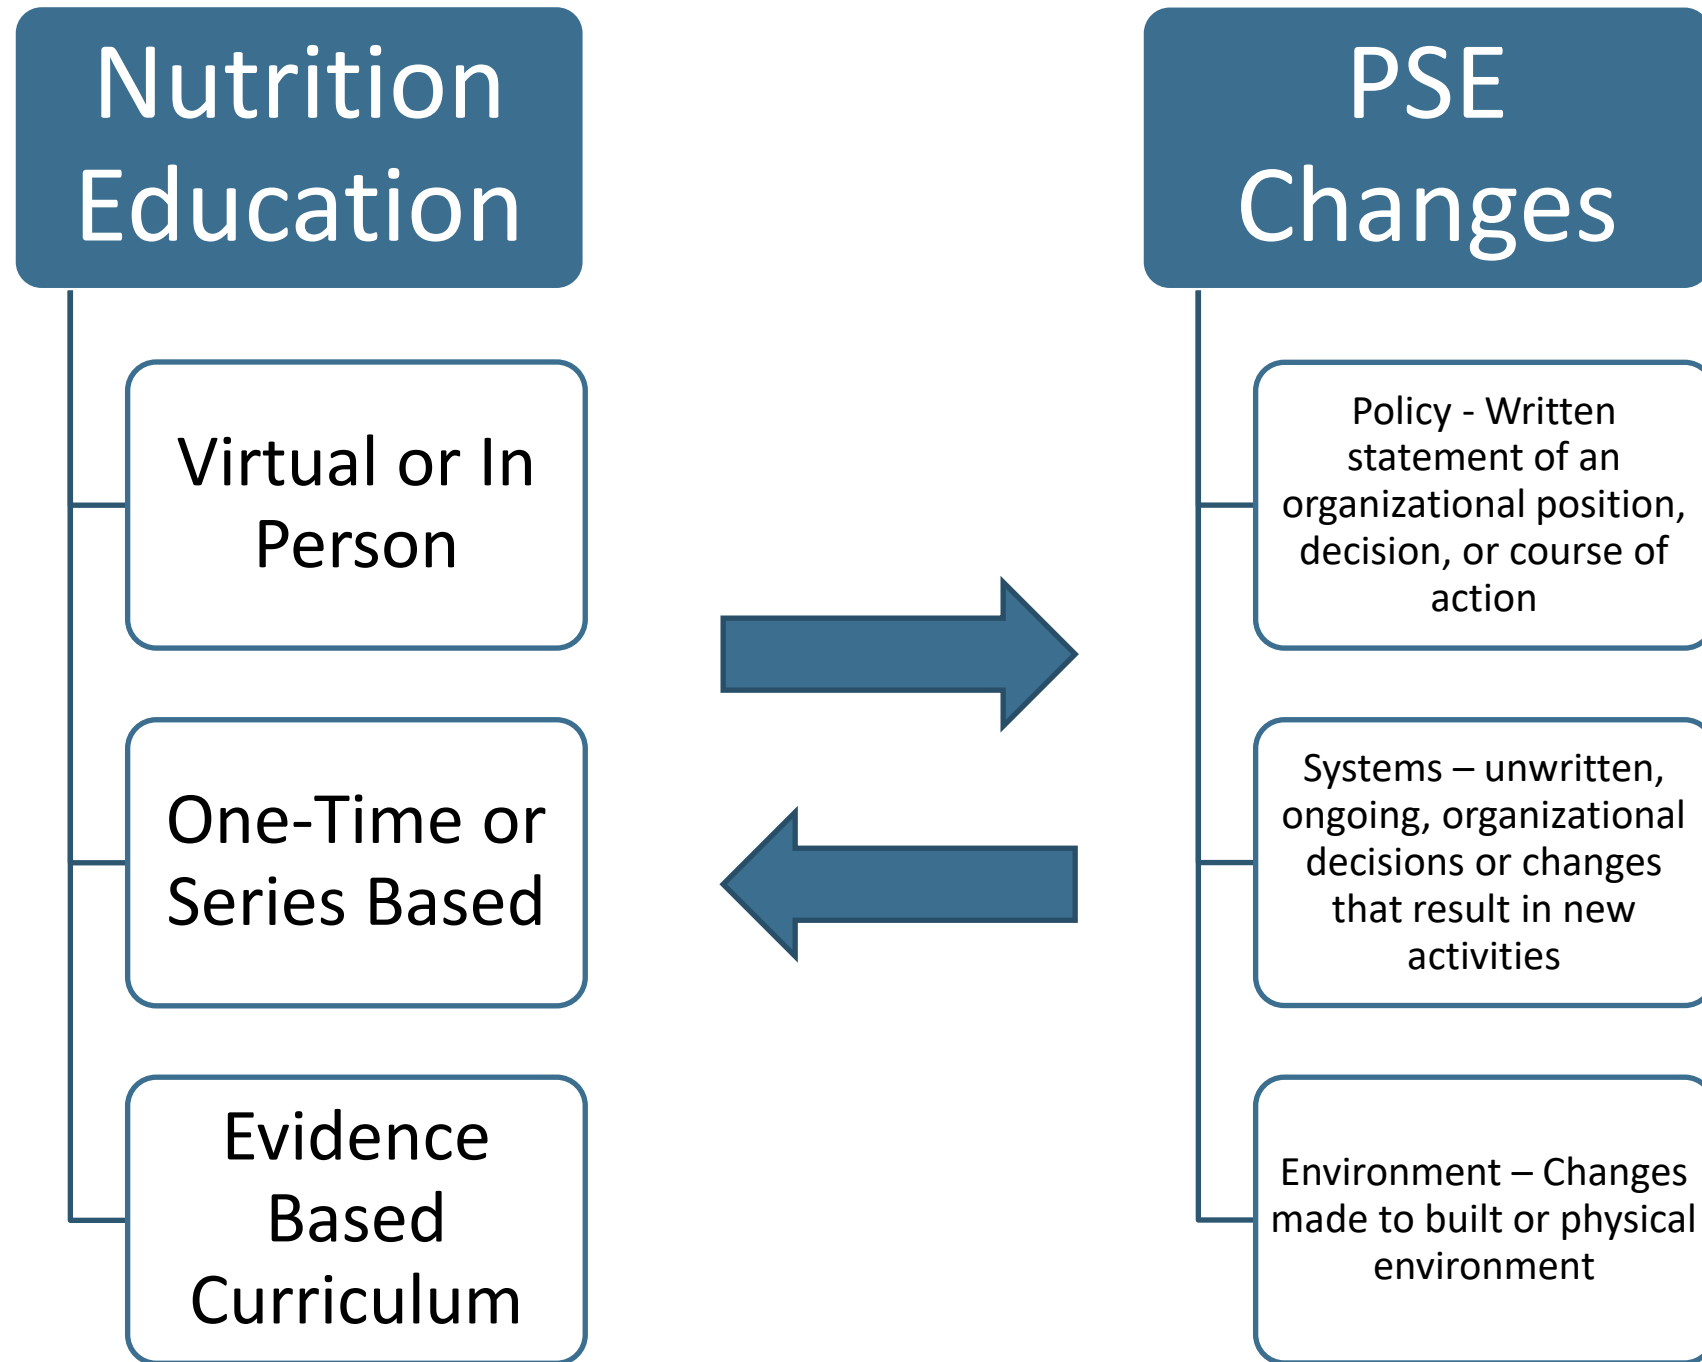 Nutrition
Education
Virtual or In
Person
One-Time or
Series Based
Evidence
Based
Curriculum
PSE
Changes
Policy - Written
statement of an
organizational position,
decision, or course of
action
Systems – unwritten,
ongoing, organizational
decisions or changes
that result in new
activities
Environment – Changes
made to built or physical
environment